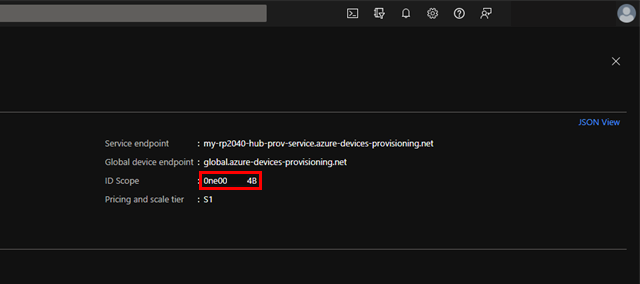 JSON View
Service endpoint : my-rp2040-hub-prov-service.azure-devices-provisioning.net
Global device endpoint : global.azure-devices-provisioning.net
ID Scope : 0ne00 4B
Pricing and scale tier : S1